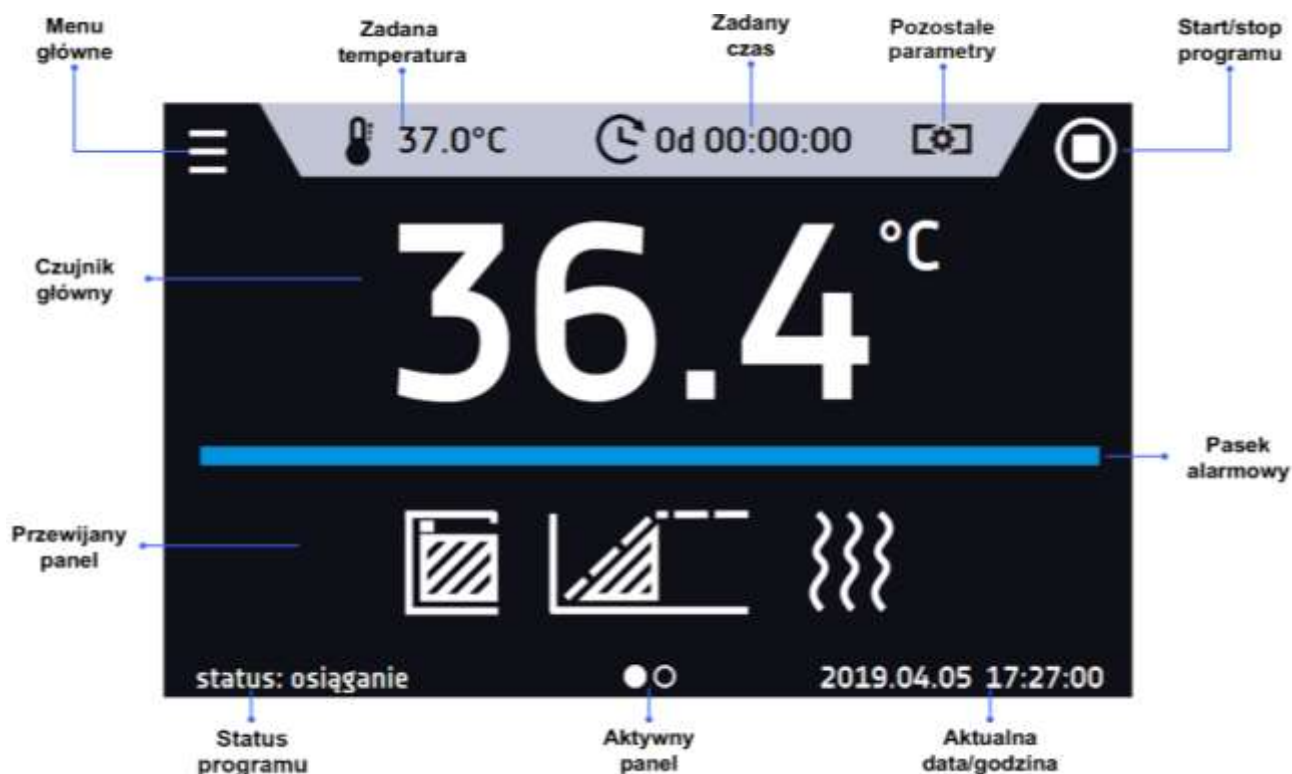 Menu
główne
Zadana
temperatura
Zadany
czas
Pozostałe
parametry
Start/stop
programu
37.0°C
0d 00:00:00
Czujnik
główny
36.4 °C
Pasek
alarmowy
Przewijany
panel
status: osiąganie
2019.04.05 17:27:00
Status
programu
Aktywny
panel
Aktualna
data/godzina